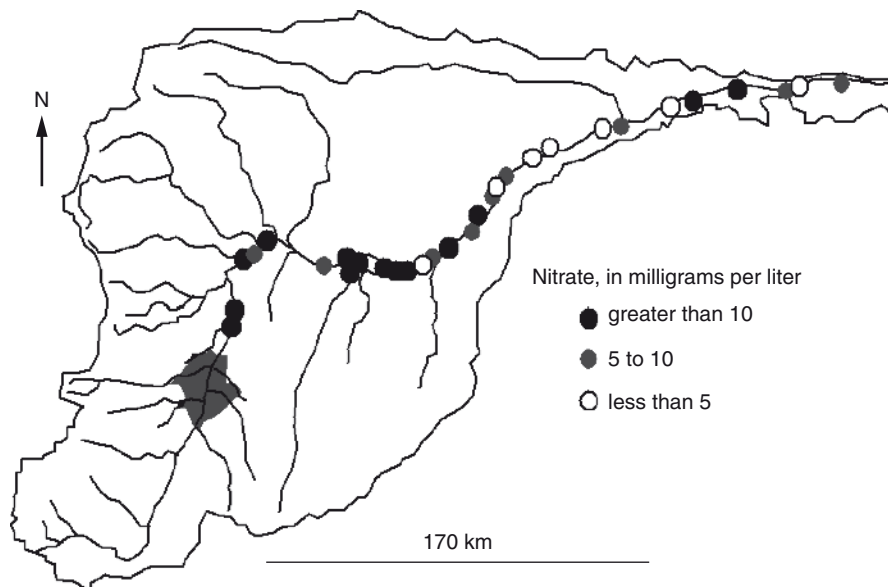 N
Nitrate, in milligrams per liter
greater than 10
5 to 10
less than 5
170 km